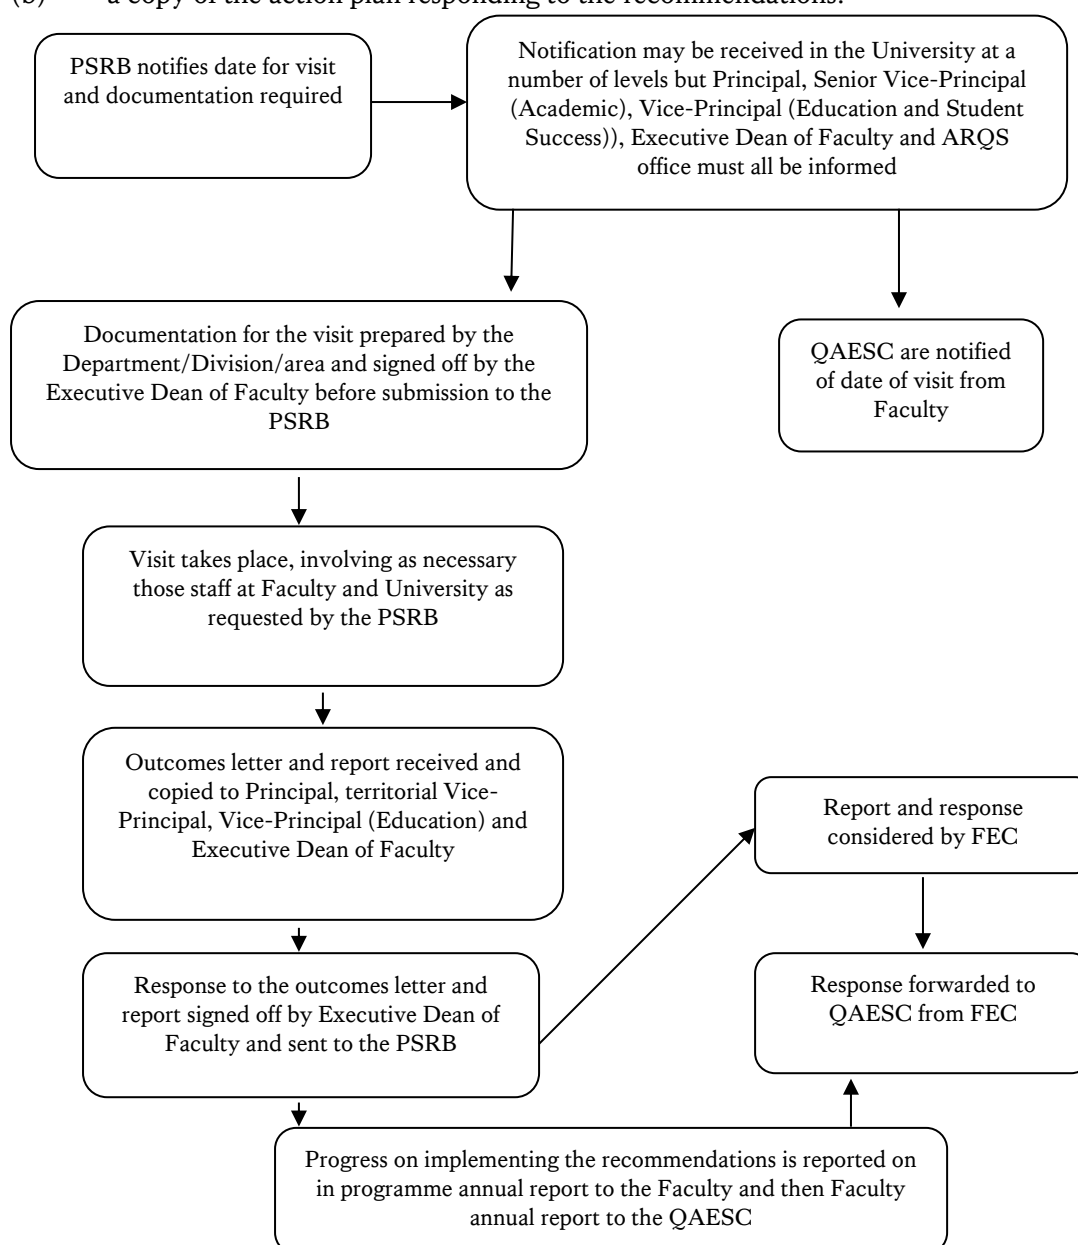 (b) a copy of the action plan responding to the recommendations.
PSRB notifies date for visit
and documentation required
Notification may be received in the University at a
number of levels but Principal, Senior Vice-Principal
(Academic), Vice-Principal (Education and Student
Success)), Executive Dean of Faculty and ARQS
office must all be informed
Documentation for the visit prepared by the
Department/Division/area and signed off by the
Executive Dean of Faculty before submission to the
PSRB
QAESC are notified
of date of visit from
Faculty
Visit takes place, involving as necessary
those staff at Faculty and University as
requested by the PSRB
Outcomes letter and report received and
copied to Principal, territorial Vice-
Principal, Vice-Principal (Education) and
Executive Dean of Faculty
Report and response
considered by FEC
Response to the outcomes letter and
report signed off by Executive Dean of
Faculty and sent to the PSRB
Response forwarded to
QAESC from FEC
Progress on implementing the recommendations is reported on
in programme annual report to the Faculty and then Faculty
annual report to the QAESC